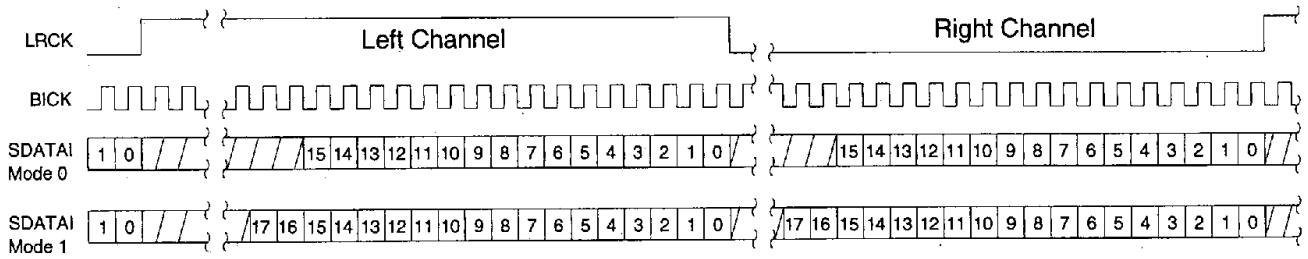 LRCK Left Channel Right Channel
BICK
SDATAI 1 0 15 14 13 12 11 10 9 8 7 6 5 4 3 2 1 0 15 14 13 12 11 10 9 8 7 6 5 4 3 2 1 0
Mode 0
SDATAI 1 0 17 16 15 14 13 12 11 10 9 8 7 6 5 4 3 2 1 0 17 16 15 14 13 12 11 10 9 8 7 6 5 4 3 2 1 0
Mode 1